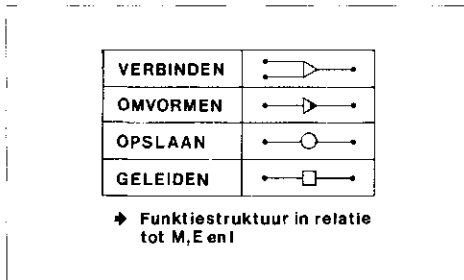 VERBINDEN
OMVORMEN
OPSLAAN
GELEIDEN
Funktiestruktuur in relatie
tot M,E en I